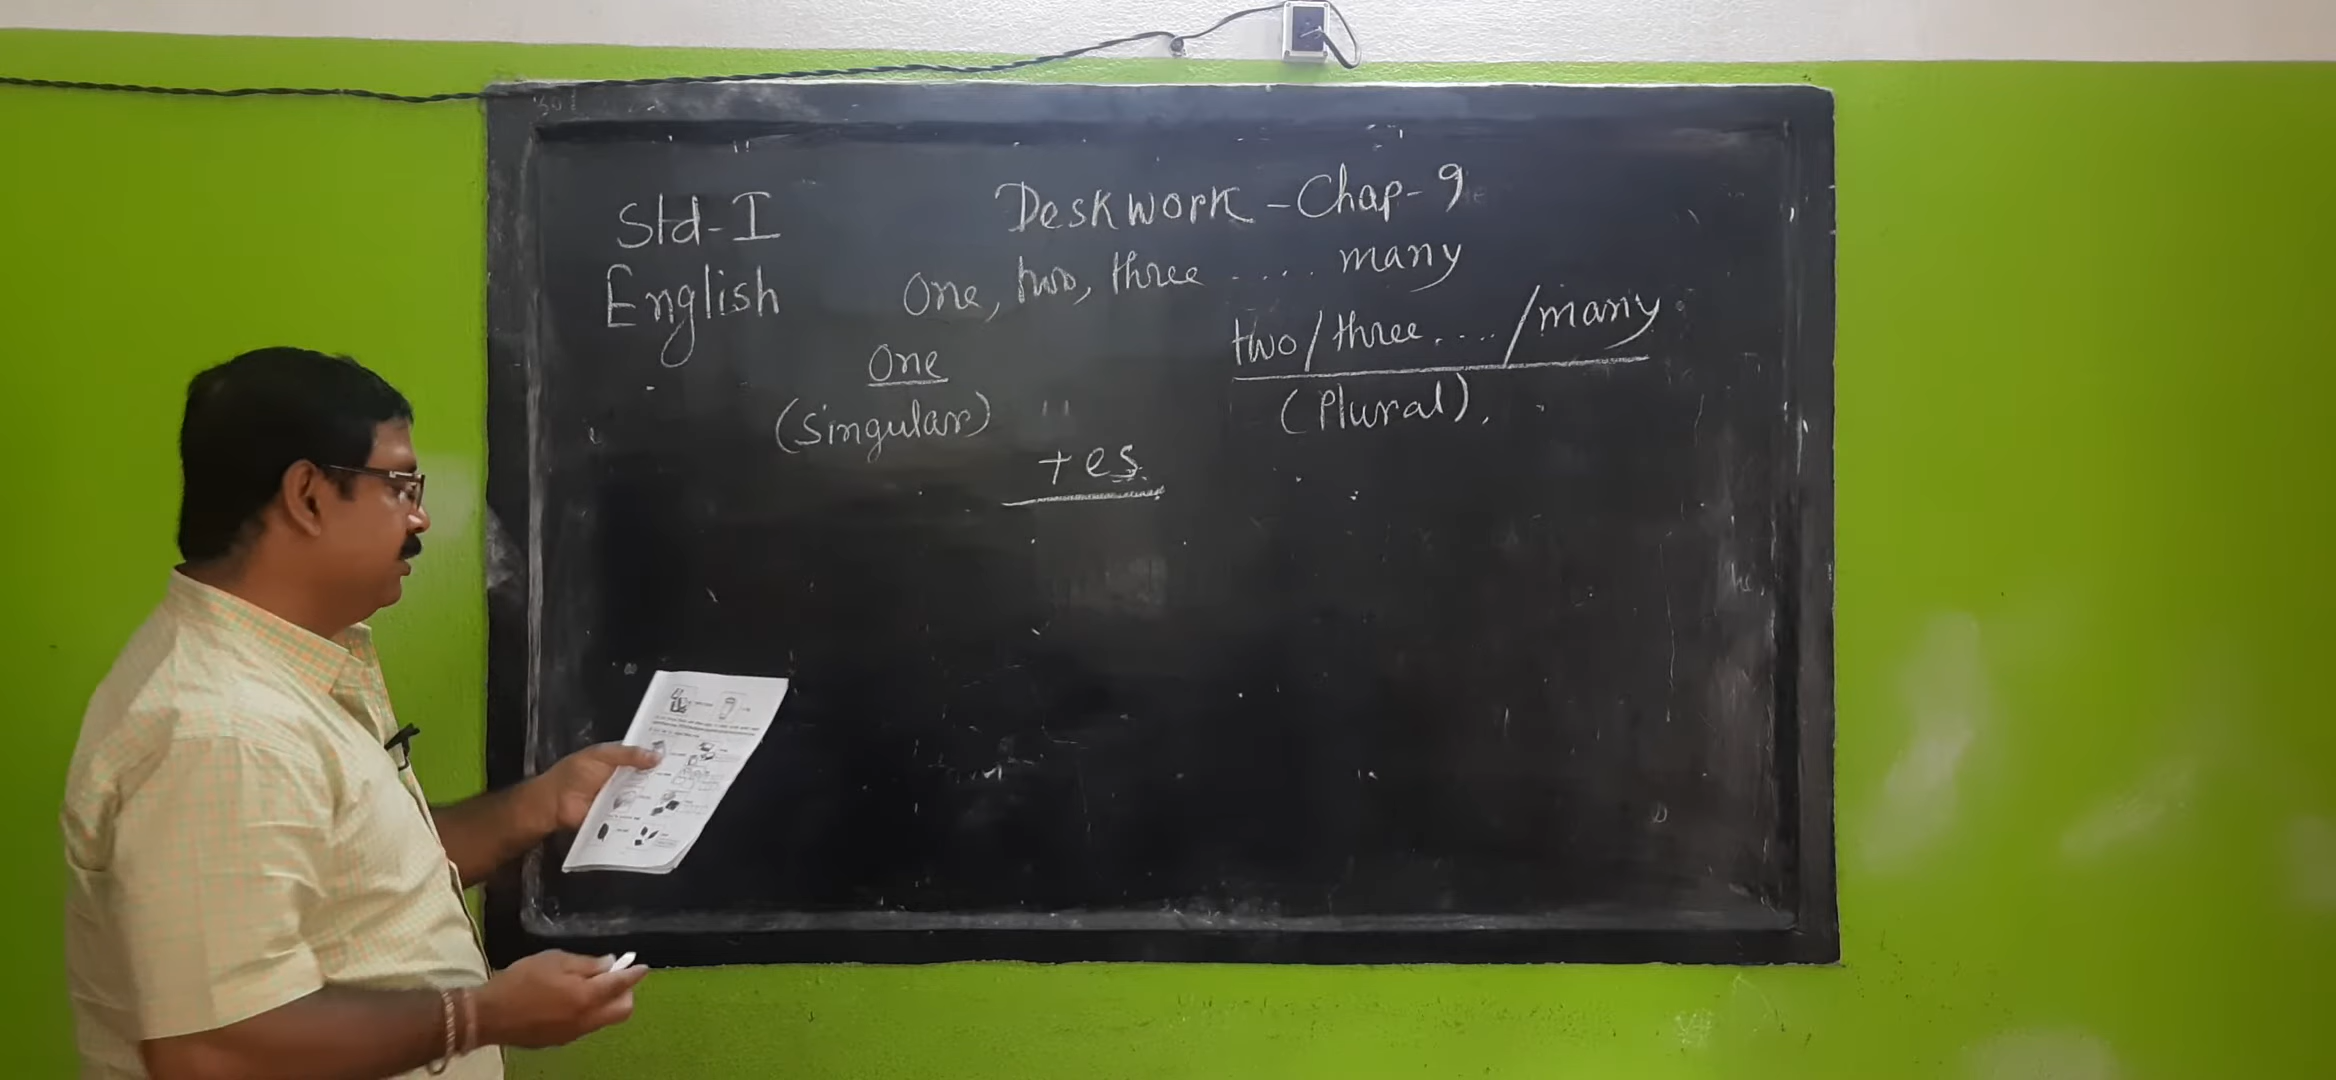 Std-I
Deskwork - Chap-9
English
One, two, three .... many
One
two/three..../many
(Singular)
(Plural).
+es.